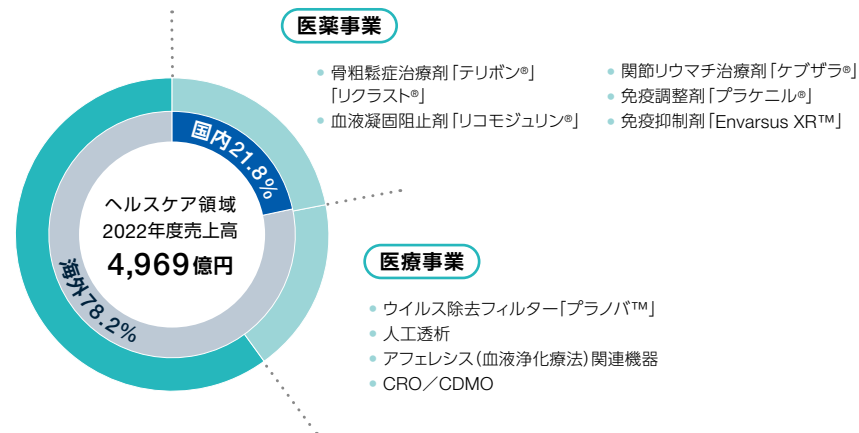 医薬事業
• 骨粗鬆症治療剤「テリボン®」
「リクラスト®」
• 血液凝固阻止剤「リコモジュリン®」
• 関節リウマチ治療剤「ケブザラ®」
• 免疫調整剤「プラケニル®」
• 免疫抑制剤「Envarsus XR™」
国内21.8%
ヘルスケア領域
2022年度売上高
4,969億円
海外78.2%
医療事業
• ウイルス除去フィルター「プラノバ™」
• 人工透析
• アフェレシス（血液浄化療法）関連機器
• CRO／CDMO